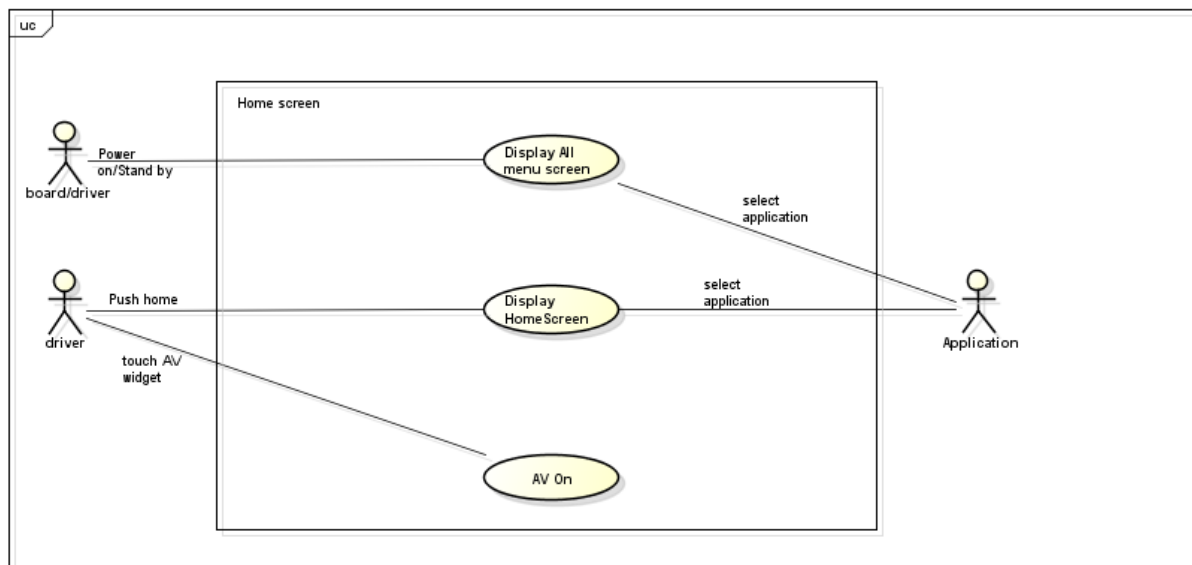 uc
Home screen
Power
on/Stand by
board/driver
Display All
menu screen
select
application
Push home
driver
Display
HomeScreen
select
application
Application
touch AV
widget
AV On